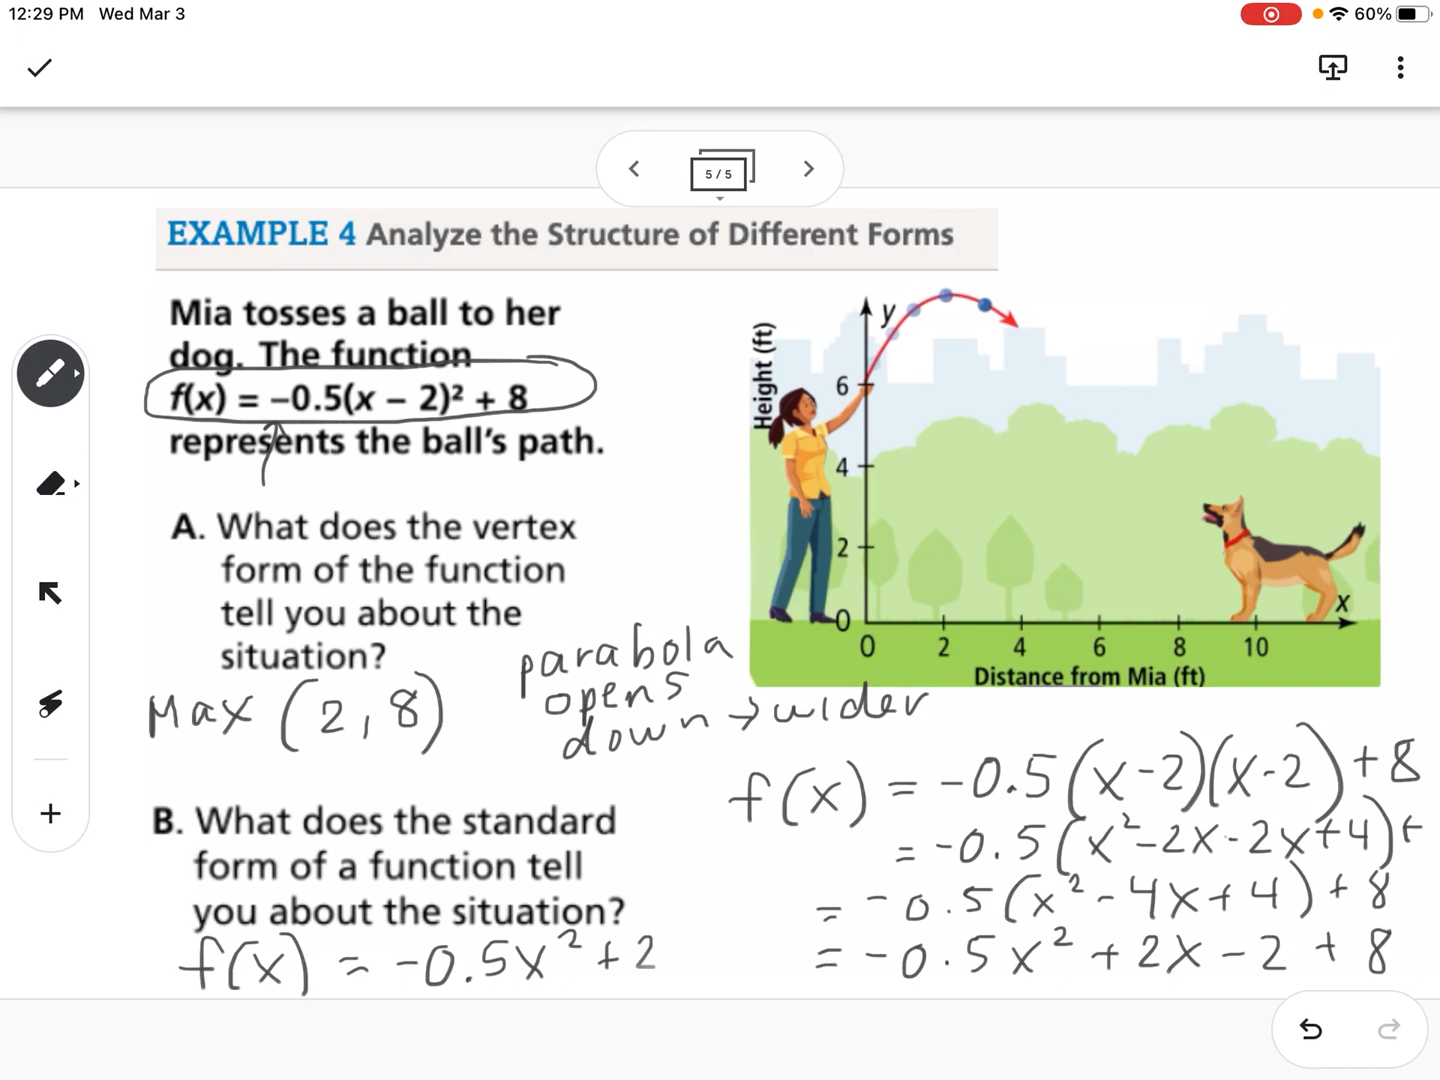 12:29 PM Wed Mar 3
60%
5 / 5
EXAMPLE 4 Analyze the Structure of Different Forms
Mia tosses a ball to her
dog. The function
f(x) = −0.5(x − 2)² + 8
represents the ball's path.
A. What does the vertex
form of the function
tell you about the
situation?
Max (2, 8)
parabola
opens
down → wider
B. What does the standard
form of a function tell
you about the situation?
f(x) = -0.5x² + 2
y
Height (ft)
6
4
2
0
x
0 2 4 6 8 10
Distance from Mia (ft)
f(x) = -0.5(x-2)(x-2) + 8
= -0.5(x²-2x-2x+4)+
= -0.5(x²-4x+4) + 8
= -0.5x² + 2x - 2 + 8